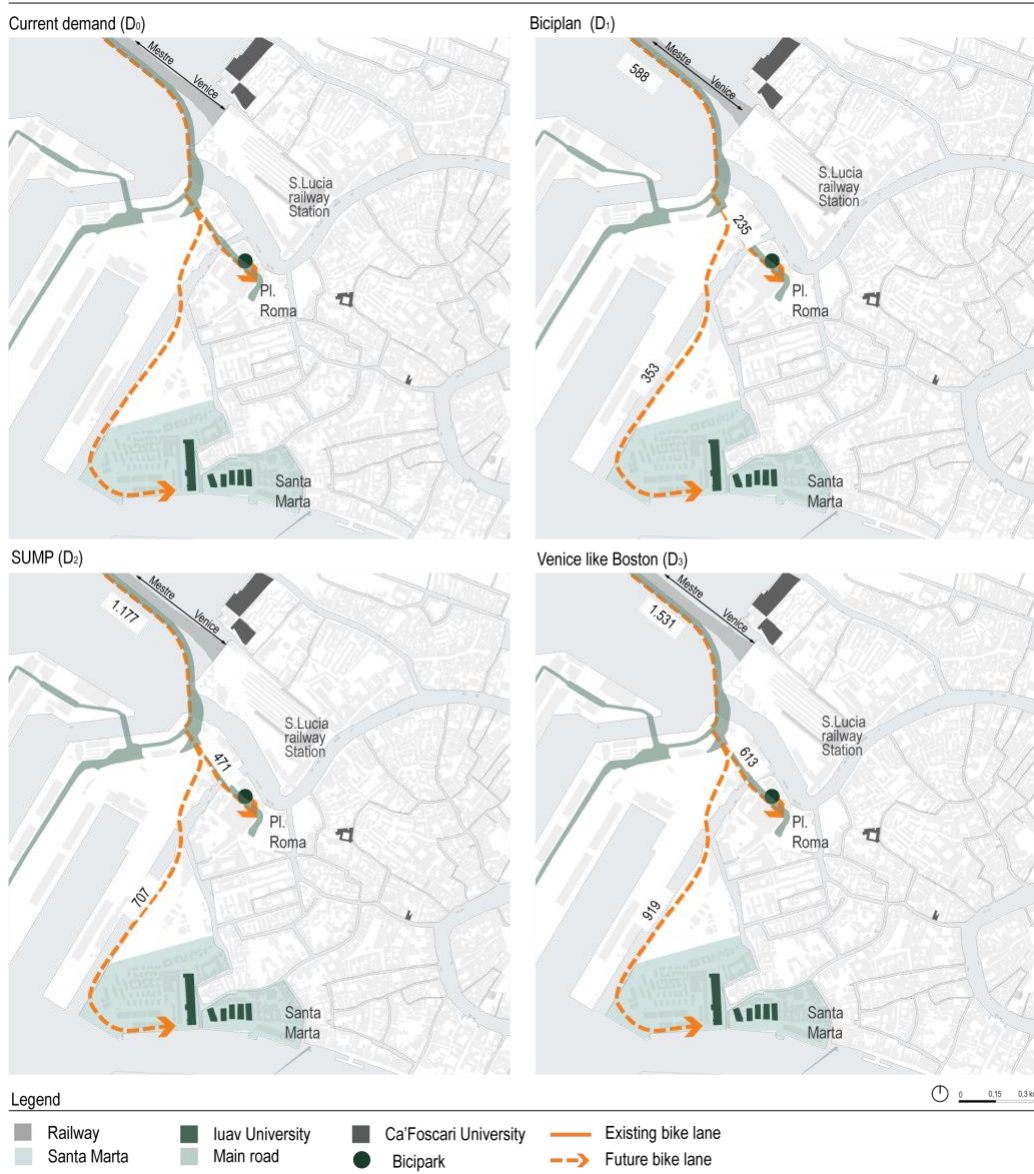 Current demand (D₀)
Biciplan (D₁)
Mestre
Venice
S.Lucia
railway
Station
Pl.
Roma
Santa
Marta
Mestre
Venice
588
S.Lucia
railway
Station
235
Pl.
Roma
353
Santa
Marta
SUMP (D₂)
Venice like Boston (D₃)
Mestre
Venice
1.177
S.Lucia
railway
Station
471
Pl.
Roma
707
Santa
Marta
Mestre
Venice
1.531
S.Lucia
railway
Station
613
Pl.
Roma
919
Santa
Marta
Legend
0 0,15 0,3 k
Railway
Iuav University
Ca'Foscari University
Existing bike lane
Santa Marta
Main road
Bicipark
Future bike lane